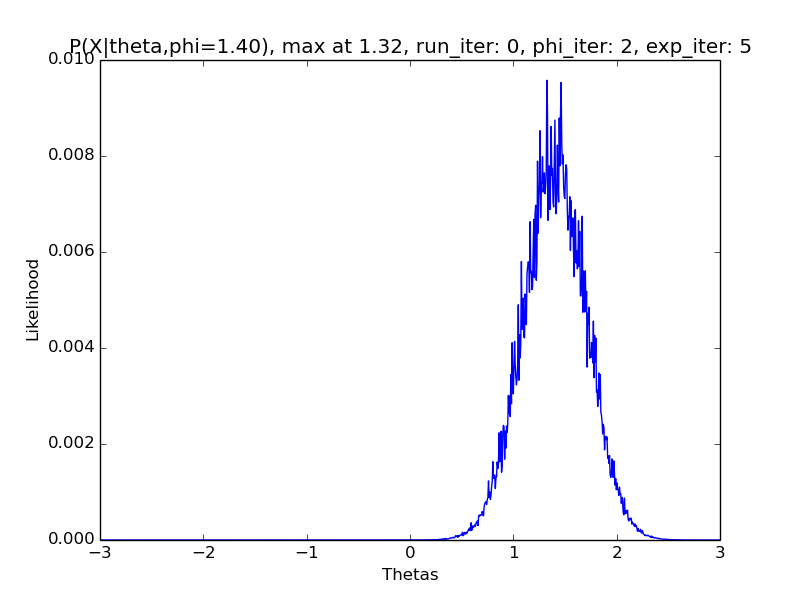 P(X|theta,phi=1.40), max at 1.32, run_iter: 0, phi_iter: 2, exp_iter: 5
0.010
0.008
0.006
0.004
0.002
0.000
Likelihood
−3 −2 −1 0 1 2 3
Thetas